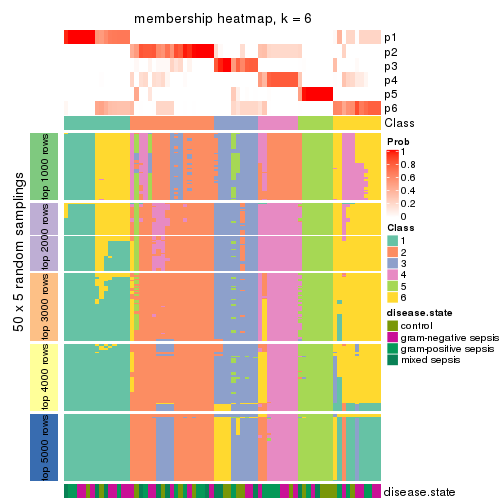 membership heatmap, k = 6
p1
p2
p3
p4
p5
p6
Class
50 x 5 random samplings
top 1000 rows
top 2000 rows
top 3000 rows
top 4000 rows
top 5000 rows
Prob
1
0.8
0.6
0.4
0.2
0
Class
1
2
3
4
5
6
disease.state
control
gram-negative sepsis
gram-positive sepsis
mixed sepsis
disease.state